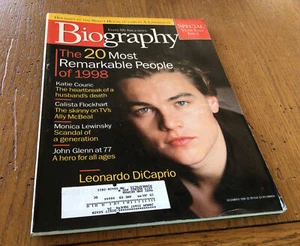 SPECIAL
Biography
The 20 Most
Remarkable People
of 1998
Katie Couric
The heartbreak of a
husband's death
Calista Flockhart
The skinny on TV's
Ally McBeal
Monica Lewinsky
Scandal of
a generation
John Glenn at 77
A hero for all ages
Leonardo DiCaprio